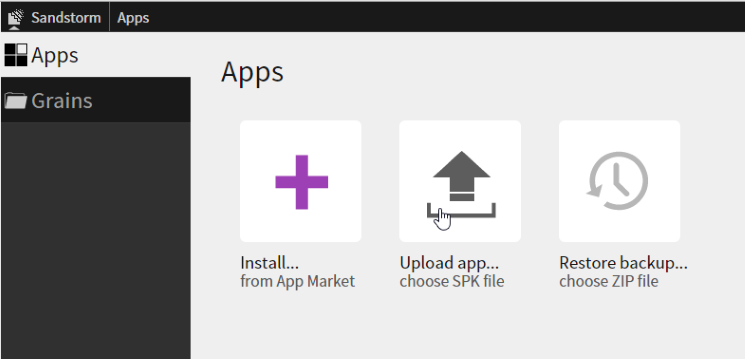 Sandstorm Apps
Apps
Grains
Apps
Install...
from App Market
Upload app...
choose SPK file
Restore backup...
choose ZIP file